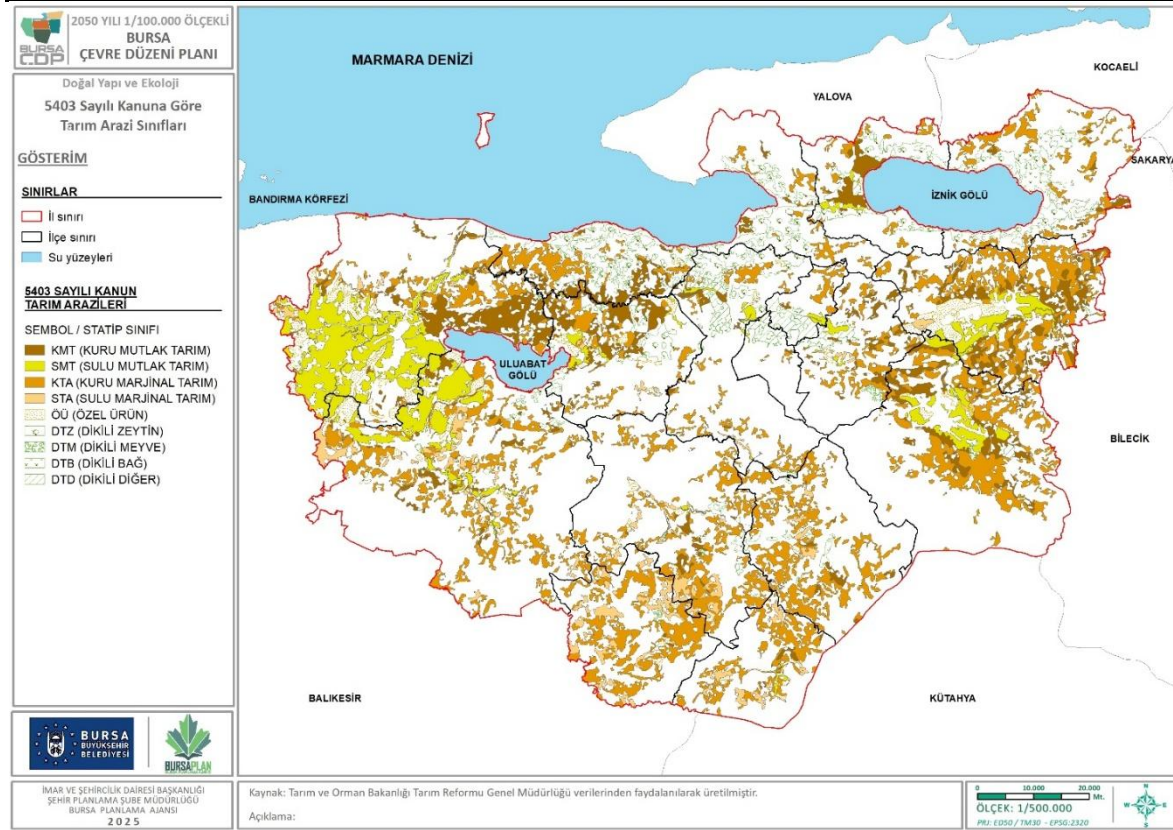 2050 YILI 1/100.000 ÖLÇEKLİ
BURSA
ÇEVRE DÜZENİ PLANI
BURSA
ÇDP
Doğal Yapı ve Ekoloji
5403 Sayılı Kanuna Göre
Tarım Arazi Sınıfları
GÖSTERİM
SINIRLAR
İl sınırı
İlçe sınırı
Su yüzeyleri
5403 SAYILI KANUN
TARIM ARAZİLERİ
SEMBOL / STATİP SINIFI
KMT (KURU MUTLAK TARIM)
SMT (SULU MUTLAK TARIM)
KTA (KURU MARJİNAL TARIM)
STA (SULU MARJİNAL TARIM)
ÖÜ (ÖZEL ÜRÜN)
DTZ (DİKİLİ ZEYTİN)
DTM (DİKİLİ MEYVE)
DTB (DİKİLİ BAĞ)
DTD (DİKİLİ DİĞER)
BURSA
BÜYÜKŞEHİR
BELEDİYESİ
BURSAPLAN
İMAR VE ŞEHİRCİLİK DAİRESİ BAŞKANLIĞI
ŞEHİR PLANLAMA ŞUBE MÜDÜRLÜĞÜ
BURSA PLANLAMA AJANSI
2025
MARMARA DENİZİ
KOCAELİ
YALOVA
SAKARYA
İZNİK GÖLÜ
BANDIRMA KÖRFEZİ
ULUABAT
GÖLÜ
BİLECİK
BALIKESİR
KÜTAHYA
Kaynak: Tarım ve Orman Bakanlığı Tarım Reformu Genel Müdürlüğü verilerinden faydalanılarak üretilmiştir.
Açıklama:
0 10.000 20.000
Mt.
ÖLÇEK: 1/500.000
PRJ: ED50 / TM30 - EPSG:2320
N
W E
S